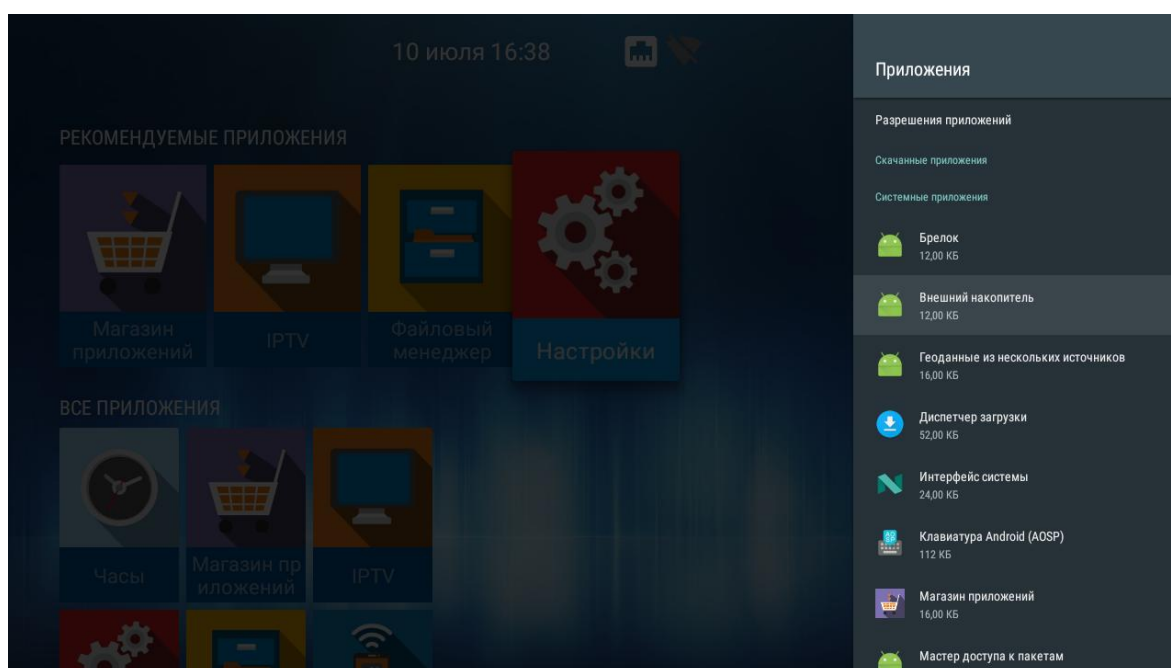 10 июля 16:38
РЕКОМЕНДУЕМЫЕ ПРИЛОЖЕНИЯ
Магазин
приложений
IPTV
Файловый
менеджер
Настройки
ВСЕ ПРИЛОЖЕНИЯ
Часы
Магазин пр
иложений
IPTV
Приложения
Разрешения приложений
Скачанные приложения
Системные приложения
Брелок
12,00 КБ
Внешний накопитель
12,00 КБ
Геоданные из нескольких источников
16,00 КБ
Диспетчер загрузки
52,00 КБ
Интерфейс системы
24,00 КБ
Клавиатура Android (AOSP)
112 КБ
Магазин приложений
16,00 КБ
Мастер доступа к пакетам